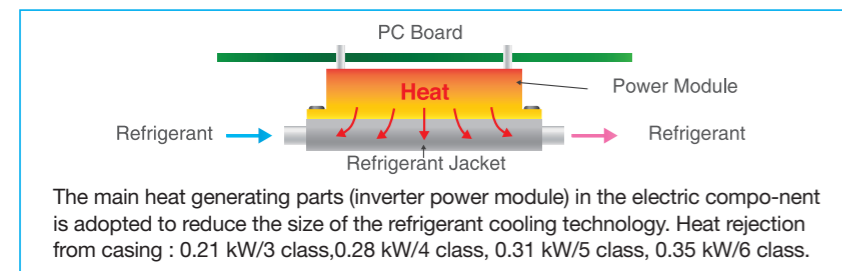 PC Board
Power Module
Heat
Refrigerant
Refrigerant
Refrigerant Jacket
The main heat generating parts (inverter power module) in the electric compo-nent
is adopted to reduce the size of the refrigerant cooling technology. Heat rejection
from casing : 0.21 kW/3 class,0.28 kW/4 class, 0.31 kW/5 class, 0.35 kW/6 class.